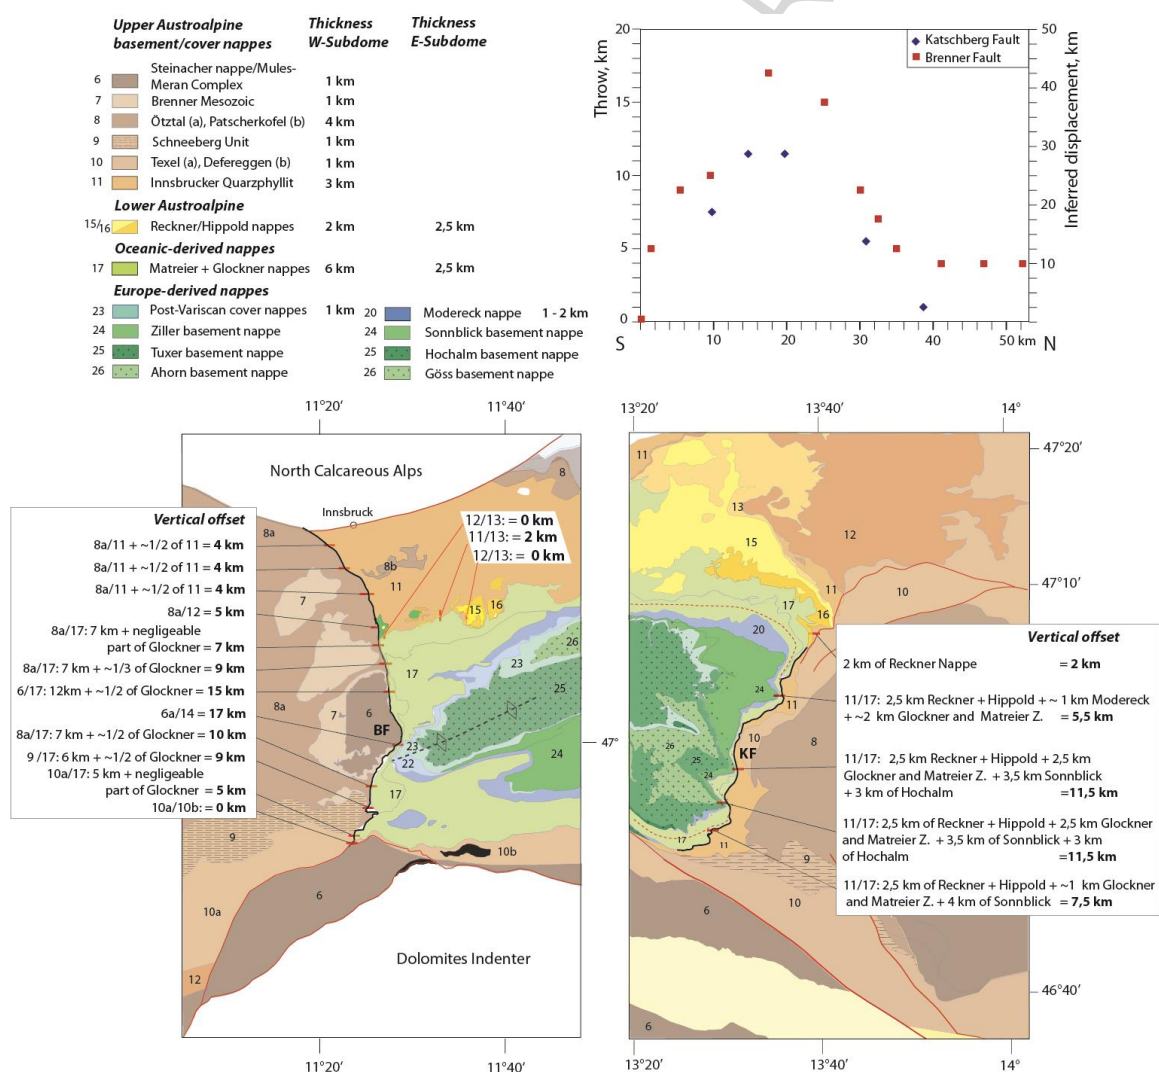 Upper Austroalpine basement/cover nappes
Thickness W-Subdome
Thickness E-Subdome
6 Steinacher nappe/Mules-Meran Complex 1 km
7 Brenner Mesozoic 1 km
8 Ötztal (a), Patscherkofel (b) 4 km
9 Schneeberg Unit 1 km
10 Texel (a), Defereggen (b) 1 km
11 Innsbrucker Quarzphyllit 3 km
Lower Austroalpine
15/16 Reckner/Hippold nappes 2 km 2,5 km
Oceanic-derived nappes
17 Matreier + Glockner nappes 6 km 2,5 km
Europe-derived nappes
23 Post-Variscan cover nappes 1 km
24 Ziller basement nappe
25 Tuxer basement nappe
26 Ahorn basement nappe
20 Modereck nappe 1 - 2 km
24 Sonnblick basement nappe
25 Hochalm basement nappe
26 Göss basement nappe
Throw, km
20
15
10
5
0
Katschberg Fault
Brenner Fault
50
40
30
20
10
Inferred displacement, km
S
10
20
30
40
50 km
N
11°20′
11°40′
North Calcareous Alps
Innsbruck
8
8a
8b
11
7
15
16
26
23
25
17
8a
7
6
BF
23
22
24
17
9
10b
6
10a
12
Dolomites Indenter
47°
12/13: = 0 km
11/13: = 2 km
12/13: = 0 km
Vertical offset
8a/11 + ~1/2 of 11 = 4 km
8a/11 + ~1/2 of 11 = 4 km
8a/11 + ~1/2 of 11 = 4 km
8a/12 = 5 km
8a/17: 7 km + negligeable
part of Glockner = 7 km
8a/17: 7 km + ~1/3 of Glockner = 9 km
6/17: 12km + ~1/2 of Glockner = 15 km
6a/14 = 17 km
8a/17: 7 km + ~1/2 of Glockner = 10 km
9 /17: 6 km + ~1/2 of Glockner = 9 km
10a/17: 5 km + negligeable
part of Glockner = 5 km
10a/10b: = 0 km
11°20′
11°40′
13°20′
13°40′
14°
47°20′
47°10′
46°40′
11
13
15
12
11
10
17
16
20
24
11
10
8
26
25
24
KF
17
11
9
10
6
6
Vertical offset
2 km of Reckner Nappe = 2 km
11/17: 2,5 km Reckner + Hippold + ~ 1 km Modereck
+ ~2 km Glockner and Matreier Z. = 5,5 km
11/17: 2,5 km Reckner + Hippold + 2,5 km
Glockner and Matreier Z. + 3,5 km Sonnblick
+ 3 km of Hochalm =11,5 km
11/17: 2,5 km of Reckner + Hippold + 2,5 km Glockner
and Matreier Z. + 3,5 km of Sonnblick + 3 km
of Hochalm =11,5 km
11/17: 2,5 km of Reckner + Hippold + ~1 km Glockner
and Matreier Z. + 4 km of Sonnblick = 7,5 km
13°20′
13°40′
14°